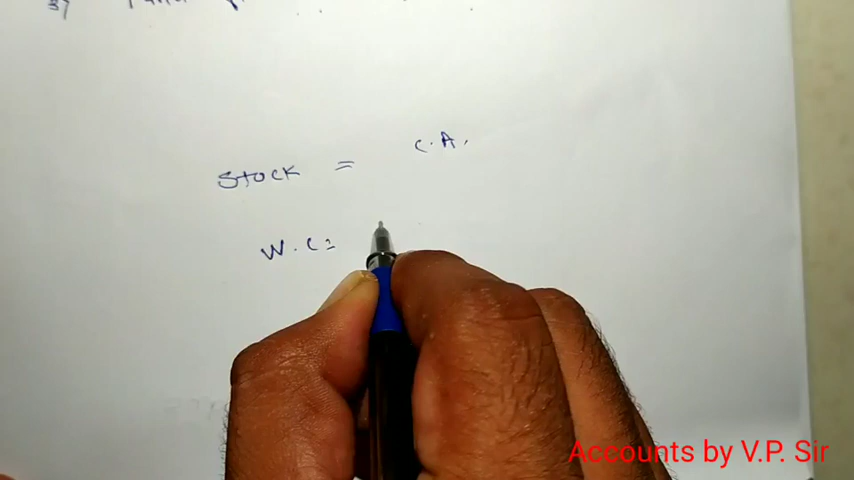 Stock = C.A.
W.C =
Accounts by V.P. Sir